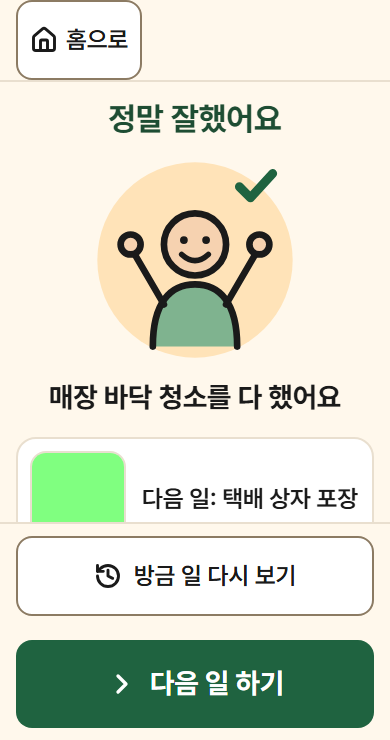 홈으로
정말 잘했어요
매장 바닥 청소를 다 했어요
다음 일: 택배 상자 포장
방금 일 다시 보기
다음 일 하기